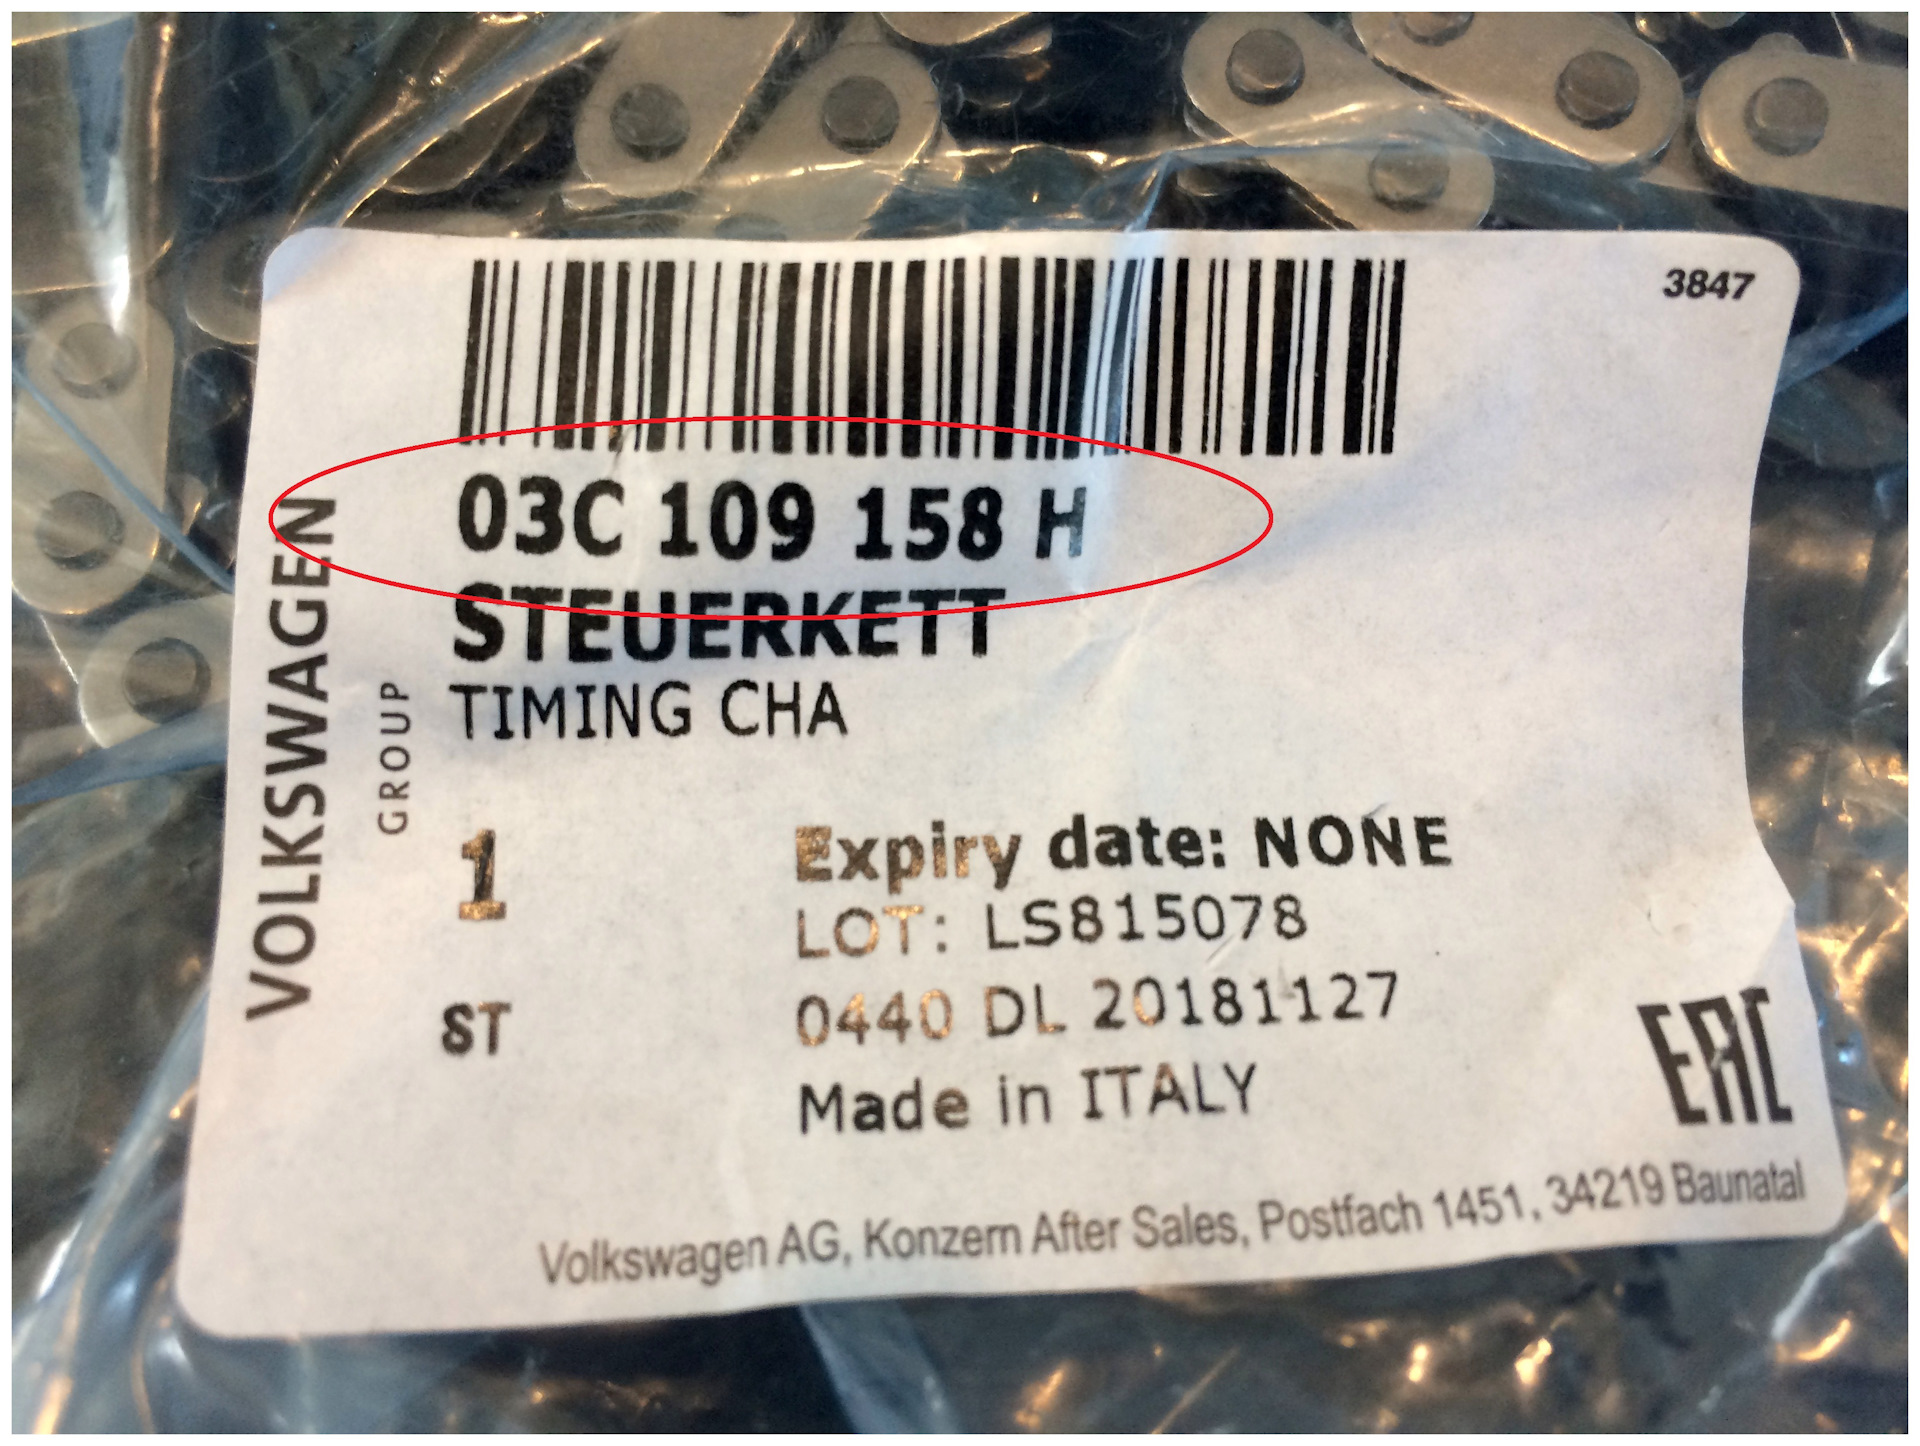 3847
03C 109 158 H
STEUERKETT
TIMING CHA
VOLKSWAGEN
GROUP
1
Expiry date: NONE
LOT: LS815078
ST
0440 DL 20181127
Made in ITALY
EAC
Volkswagen AG, Konzern After Sales, Postfach 1451, 34219 Baunatal